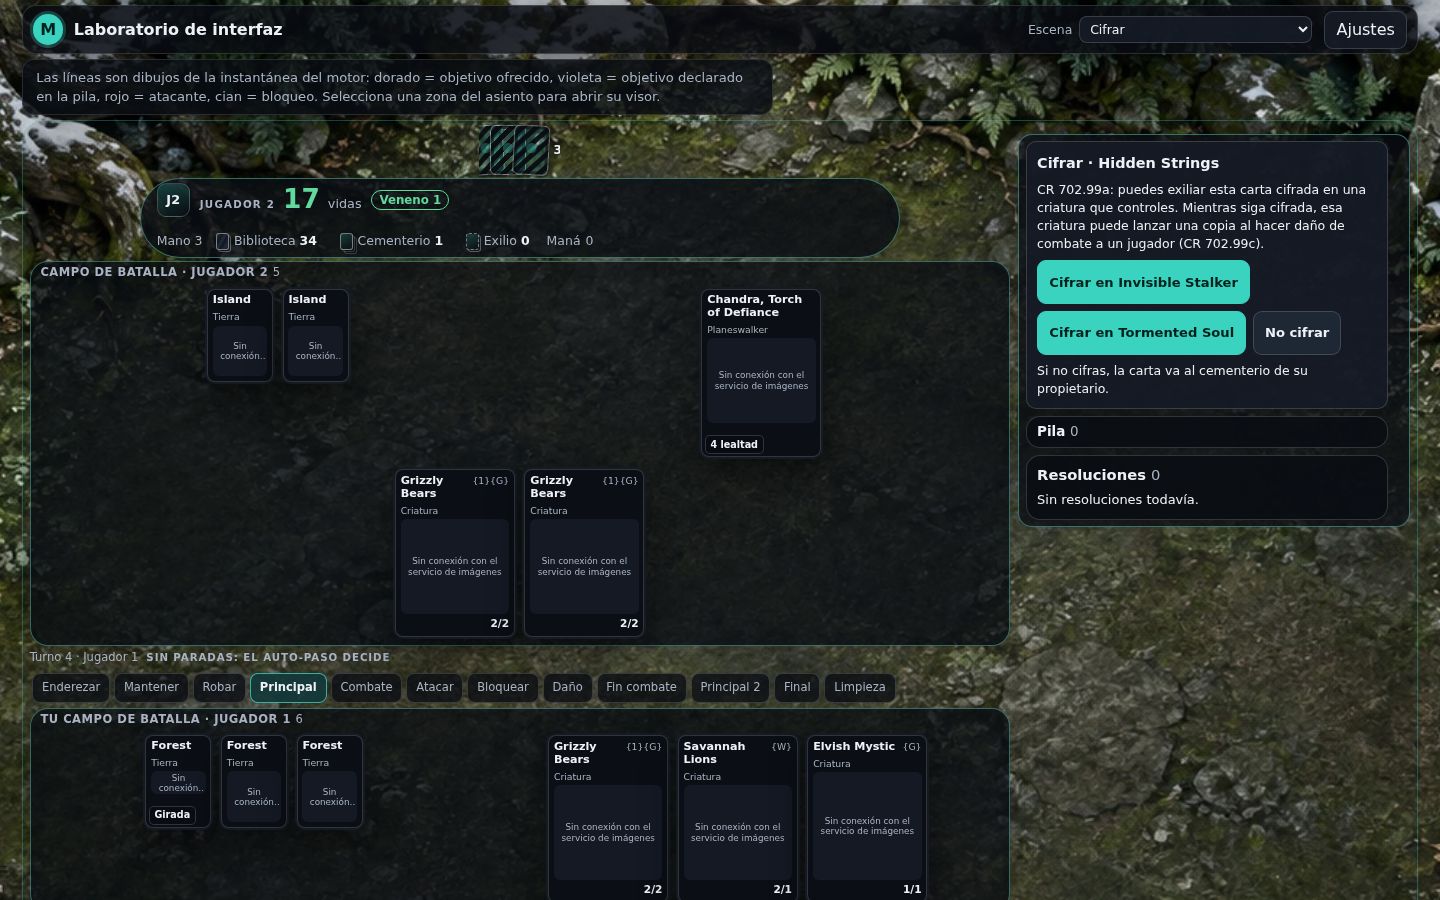 M Laboratorio de interfaz
Escena Cifrar Ajustes
Las líneas son dibujos de la instantánea del motor: dorado = objetivo ofrecido, violeta = objetivo declarado
en la pila, rojo = atacante, cian = bloqueo. Selecciona una zona del asiento para abrir su visor.
3
J2 JUGADOR 2 17 vidas Veneno 1
Mano 3 Biblioteca 34 Cementerio 1 Exilio 0 Maná 0
CAMPO DE BATALLA · JUGADOR 2 5
Island
Tierra
Sin
conexión..
Island
Tierra
Sin
conexión..
Chandra, Torch
of Defiance
Planeswalker
Sin conexión con el
servicio de imágenes
4 lealtad
Grizzly {1}{G}
Bears
Criatura
Sin conexión con el
servicio de imágenes
2/2
Grizzly {1}{G}
Bears
Criatura
Sin conexión con el
servicio de imágenes
2/2
Turno 4 · Jugador 1 SIN PARADAS: EL AUTO-PASO DECIDE
Enderezar Mantener Robar Principal Combate Atacar Bloquear Daño Fin combate Principal 2 Final Limpieza
TU CAMPO DE BATALLA · JUGADOR 1 6
Forest
Tierra
Sin
conexión..
Girada
Forest
Tierra
Sin
conexión..
Forest
Tierra
Sin
conexión..
Grizzly {1}{G}
Bears
Criatura
Sin conexión con el
servicio de imágenes
2/2
Savannah {W}
Lions
Criatura
Sin conexión con el
servicio de imágenes
2/1
Elvish Mystic {G}
Criatura
Sin conexión con el
servicio de imágenes
1/1
Cifrar · Hidden Strings
CR 702.99a: puedes exiliar esta carta cifrada en una
criatura que controles. Mientras siga cifrada, esa
criatura puede lanzar una copia al hacer daño de
combate a un jugador (CR 702.99c).
Cifrar en Invisible Stalker
Cifrar en Tormented Soul No cifrar
Si no cifras, la carta va al cementerio de su
propietario.
Pila 0
Resoluciones 0
Sin resoluciones todavía.